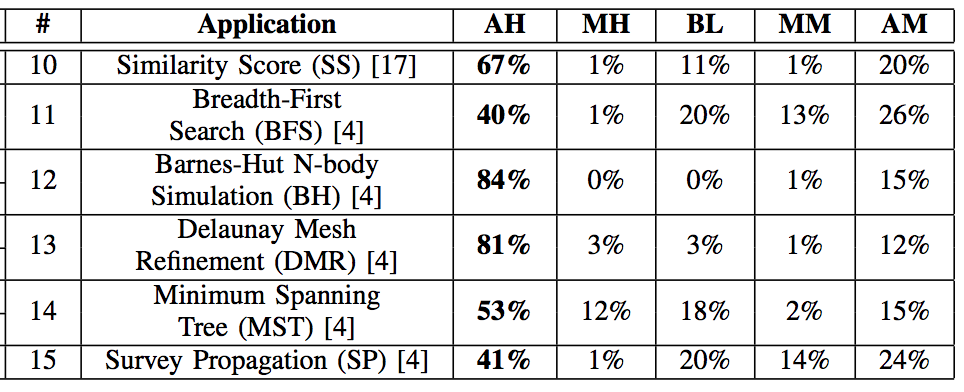 # Application AH MH BL MM AM
10 Similarity Score (SS) [17] 67% 1% 11% 1% 20%
Breadth-First
11 40% 1% 20% 13% 26%
Search (BFS) [4]
Barnes-Hut N-body
12 84% 0% 0% 1% 15%
Simulation (BH) [4]
Delaunay Mesh
13 81% 3% 3% 1% 12%
Refinement (DMR) [4]
Minimum Spanning
14 53% 12% 18% 2% 15%
Tree (MST) [4]
15 Survey Propagation (SP) [4] 41% 1% 20% 14% 24%